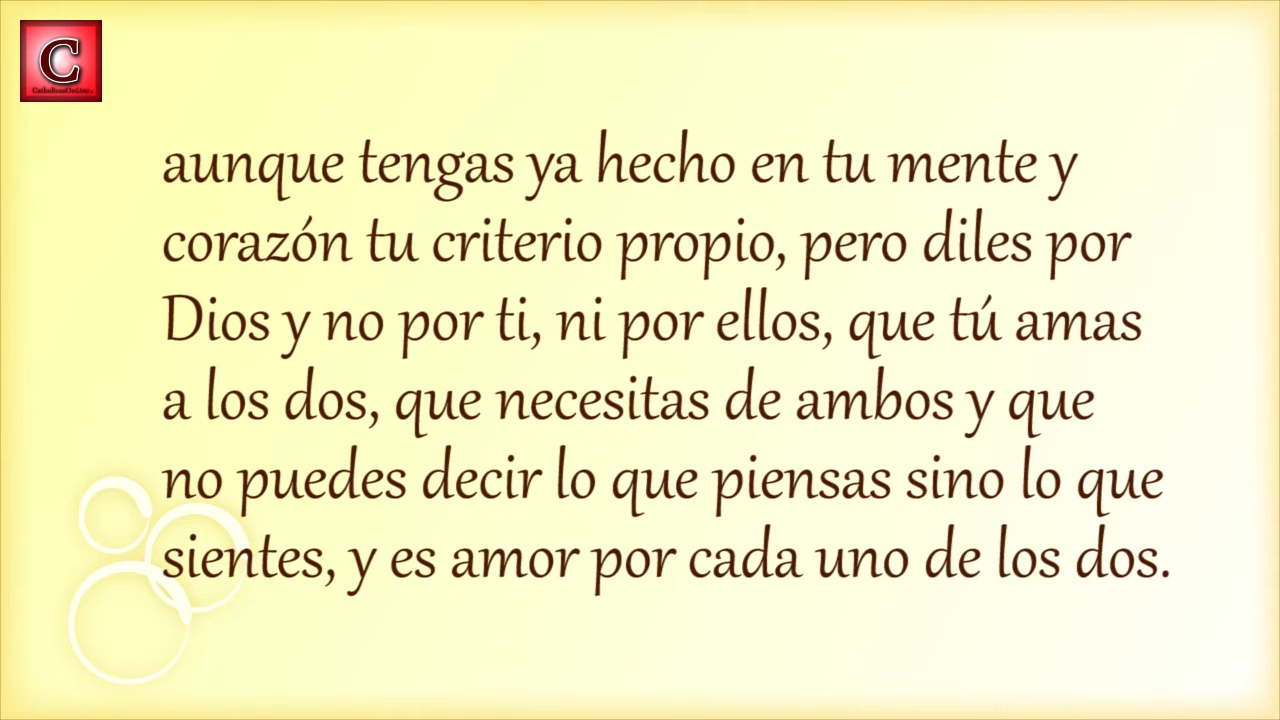 C
CatholicosOnLine
aunque tengas ya hecho en tu mente y
corazón tu criterio propio, pero diles por
Dios y no por ti, ni por ellos, que tú amas
a los dos, que necesitas de ambos y que
no puedes decir lo que piensas sino lo que
sientes, y es amor por cada uno de los dos.